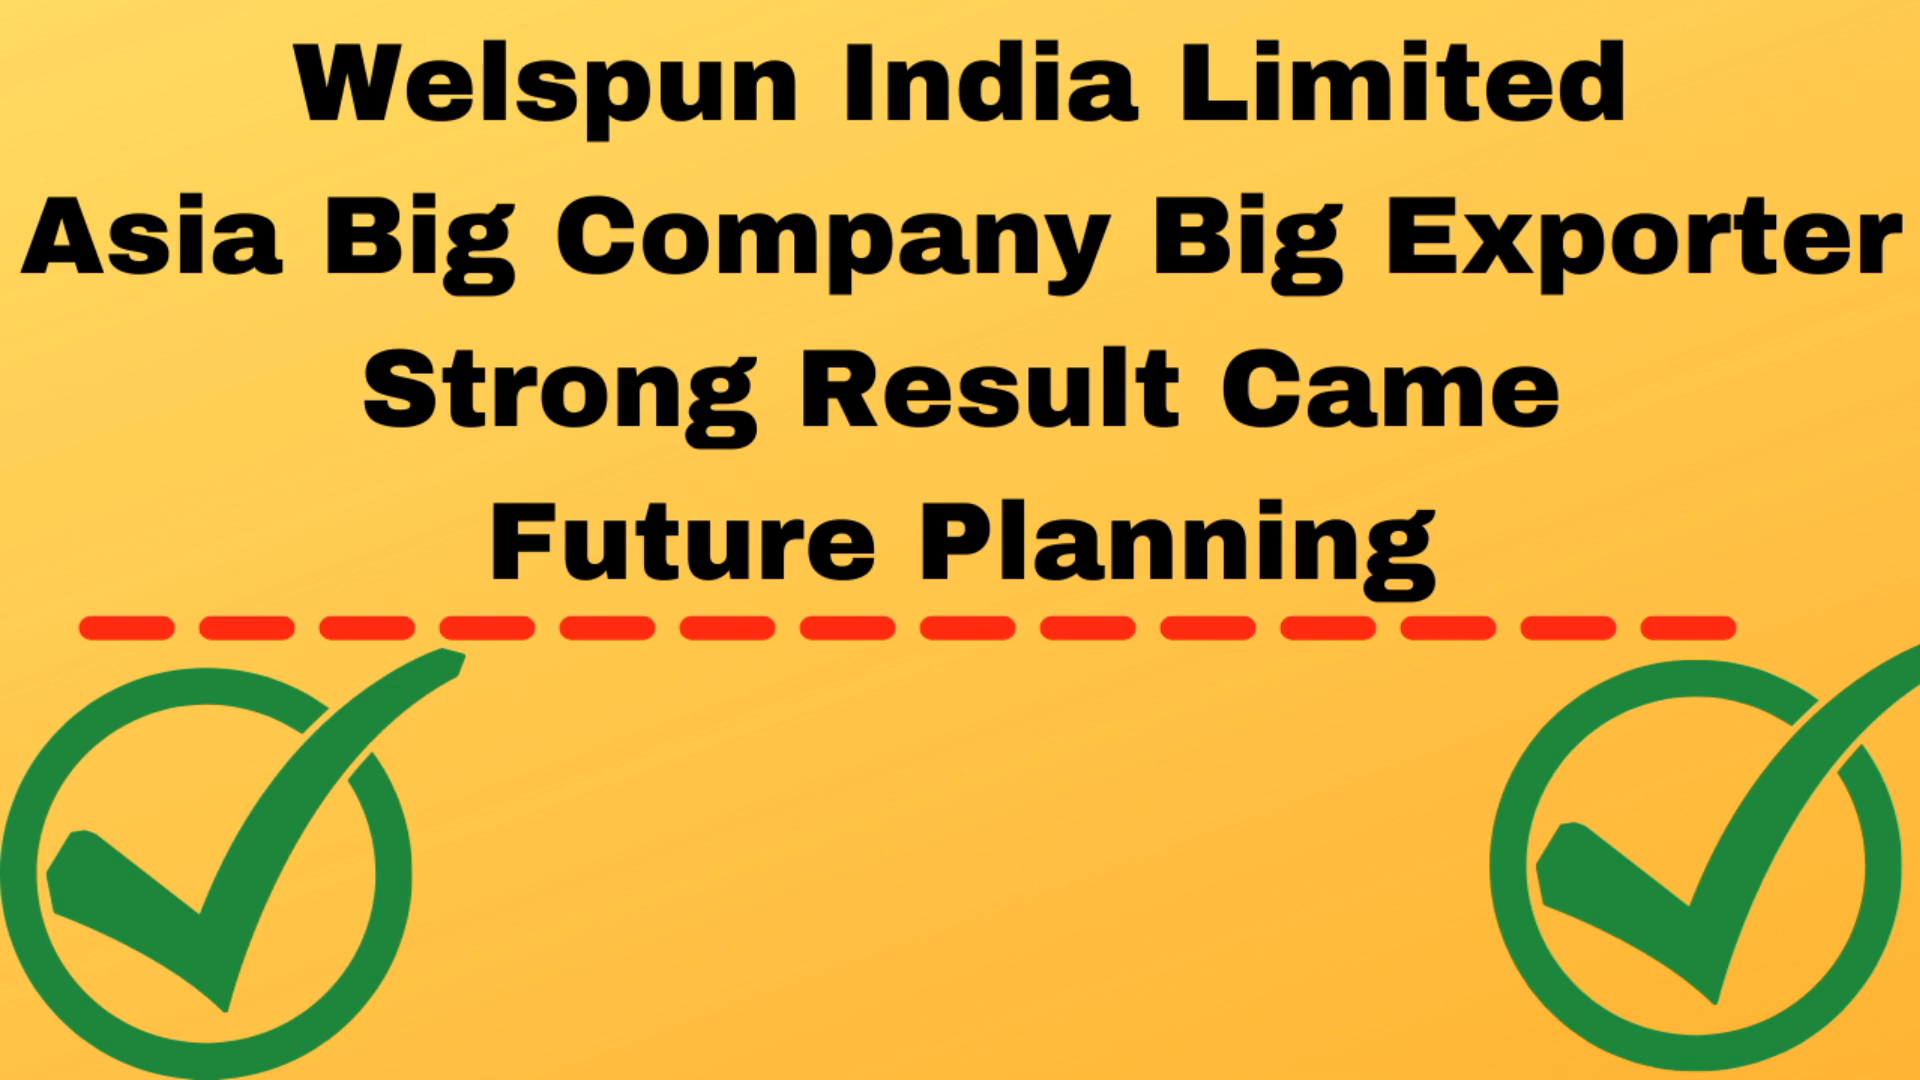 Welspun India Limited
Asia Big Company Big Exporter
Strong Result Came
Future Planning